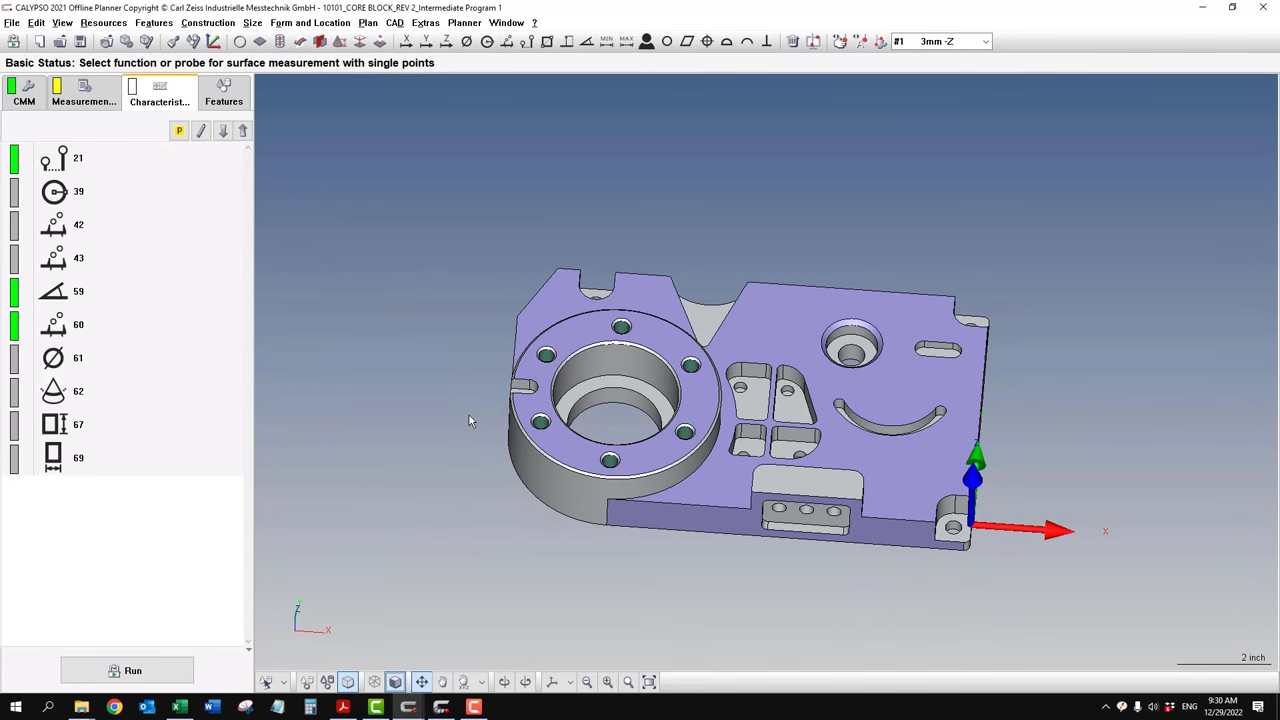 CALYPSO 2021 Offline Planner Copyright © Carl Zeiss Industrielle Messtechnik GmbH - 10101_CORE BLOCK_REV 2_Intermediate Program 1
File Edit View Resources Features Construction Size Form and Location Plan CAD Extras Planner Window ?
X Y Z MIN MAX #1 3mm -Z
Basic Status: Select function or probe for surface measurement with single points
CMM Measuremen... Characterist... Features
P
21
39
42
43
59
60
61
62
67
69
Z
X
Y
Z
X
Run
2 inch
9:30 AM
12/29/2022